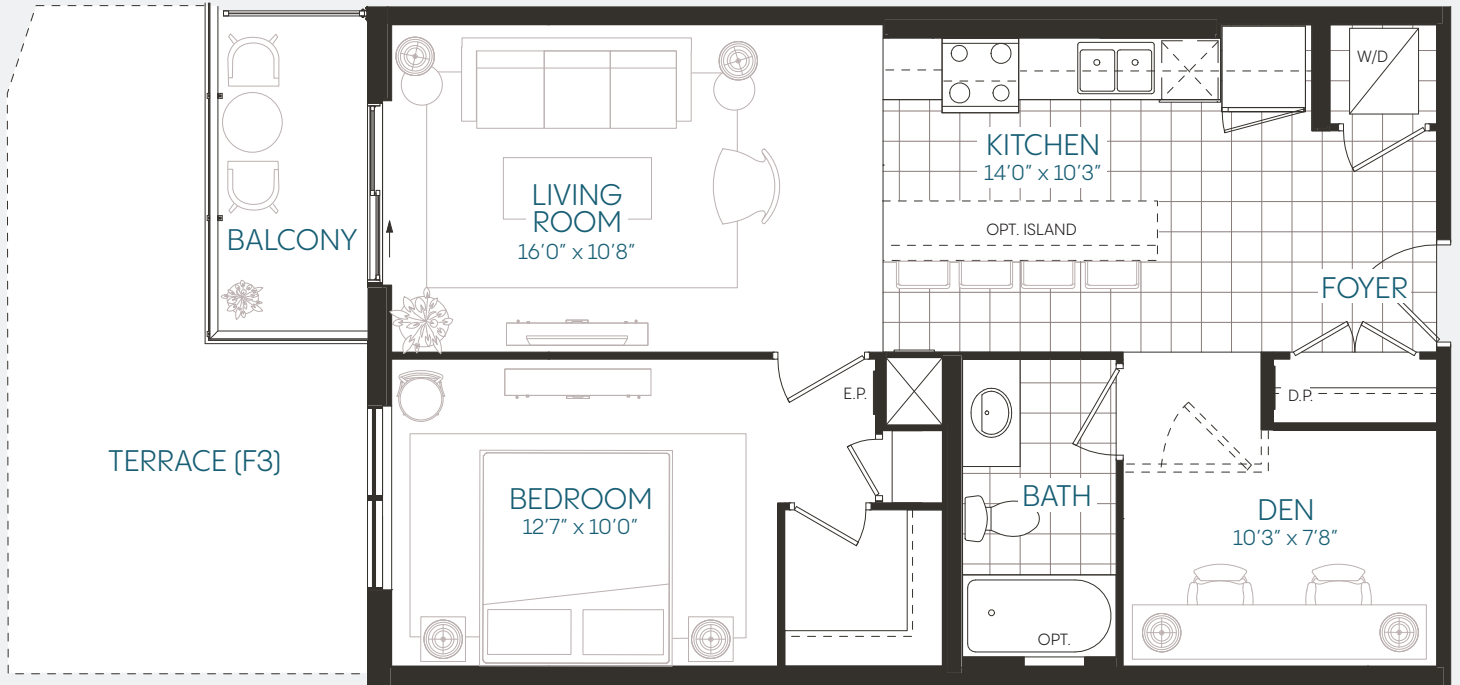 W/D
KITCHEN
14'0" x 10'3"
LIVING
ROOM
16'0" x 10'8"
OPT. ISLAND
BALCONY
FOYER
E.P.
D.P.
TERRACE (F3)
BEDROOM
12'7" x 10'0"
BATH
DEN
10'3" x 7'8"
OPT.